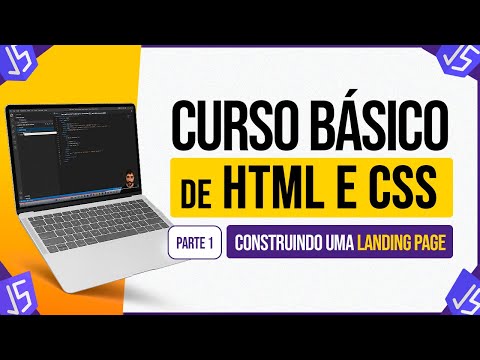 CURSO BÁSICO
DE HTML E CSS
PARTE 1
CONSTRUINDO UMA LANDING PAGE